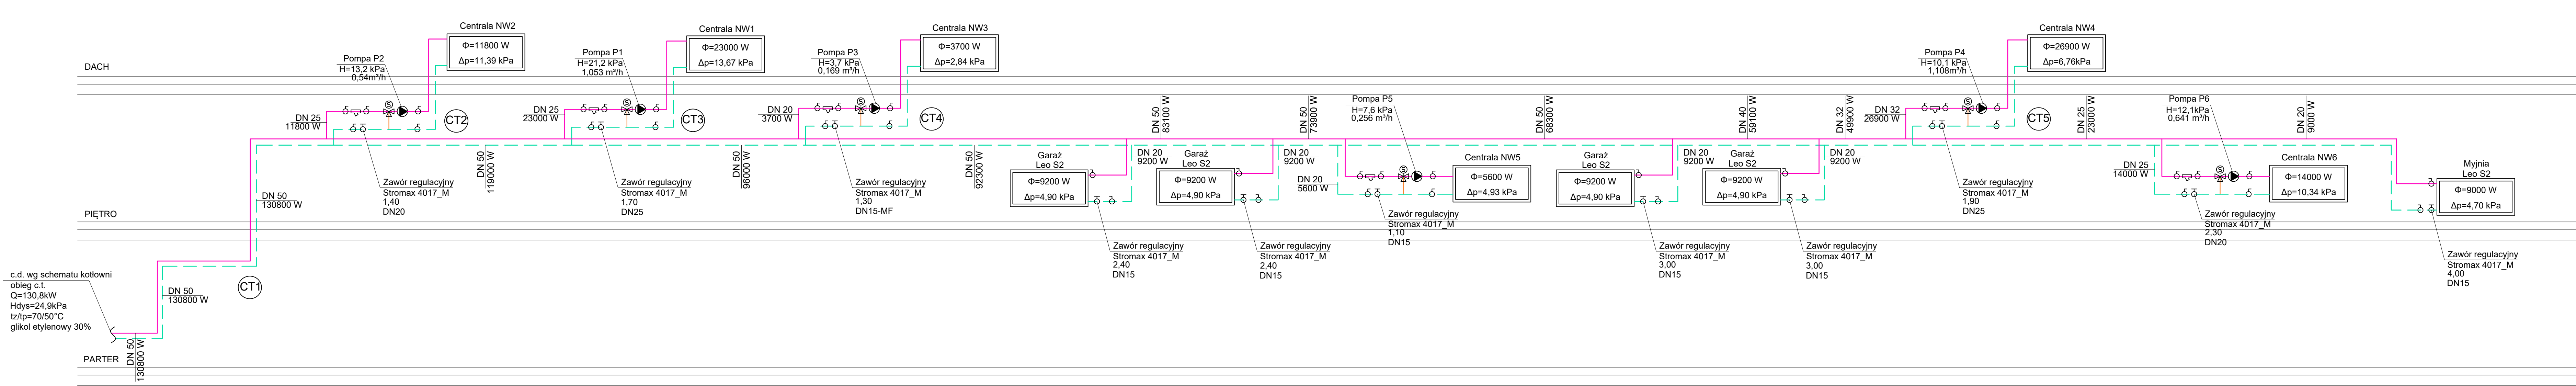 DACH
PIĘTRO
PARTER
c.d. wg schematu kotłowni
obieg c.t.
Q=130,8kW
Hdys=24,9kPa
tz/tp=70/50°C
glikol etylenowy 30%
DN 50
130800 W
DN 50
130800 W
DN 50
130800 W
CT1
Pompa P2
H=13,2 kPa
0,54m³/h
Centrala NW2
Φ=11800 W
Δp=11,39 kPa
DN 25
11800 W
S
CT2
Zawór regulacyjny
Stromax 4017_M
1,40
DN20
DN 50
119000 W
Pompa P1
H=21,2 kPa
1,053 m³/h
Centrala NW1
Φ=23000 W
Δp=13,67 kPa
DN 25
23000 W
S
CT3
Zawór regulacyjny
Stromax 4017_M
1,70
DN25
DN 50
96000 W
Pompa P3
H=3,7 kPa
0,169 m³/h
Centrala NW3
Φ=3700 W
Δp=2,84 kPa
DN 20
3700 W
S
CT4
Zawór regulacyjny
Stromax 4017_M
1,30
DN15-MF
DN 50
92300 W
Garaż
Leo S2
Φ=9200 W
Δp=4,90 kPa
DN 20
9200 W
Zawór regulacyjny
Stromax 4017_M
2,40
DN15
DN 50
83100 W
Garaż
Leo S2
Φ=9200 W
Δp=4,90 kPa
DN 20
9200 W
Zawór regulacyjny
Stromax 4017_M
2,40
DN15
DN 50
73900 W
Pompa P5
H=7,6 kPa
0,256 m³/h
DN 20
5600 W
S
Centrala NW5
Φ=5600 W
Δp=4,93 kPa
Zawór regulacyjny
Stromax 4017_M
1,10
DN15
DN 50
68300 W
Garaż
Leo S2
Φ=9200 W
Δp=4,90 kPa
DN 20
9200 W
Zawór regulacyjny
Stromax 4017_M
3,00
DN15
DN 40
59100 W
Garaż
Leo S2
Φ=9200 W
Δp=4,90 kPa
DN 20
9200 W
Zawór regulacyjny
Stromax 4017_M
3,00
DN15
DN 32
49900 W
Pompa P4
H=10,1 kPa
1,108m³/h
Centrala NW4
Φ=26900 W
Δp=6,76kPa
DN 32
26900 W
S
CT5
Zawór regulacyjny
Stromax 4017_M
1,90
DN25
DN 25
23000 W
Pompa P6
H=12,1kPa
0,641 m³/h
DN 25
14000 W
S
Centrala NW6
Φ=14000 W
Δp=10,34 kPa
Zawór regulacyjny
Stromax 4017_M
2,30
DN20
DN 20
9000 W
Myjnia
Leo S2
Φ=9000 W
Δp=4,70 kPa
Zawór regulacyjny
Stromax 4017_M
4,00
DN15